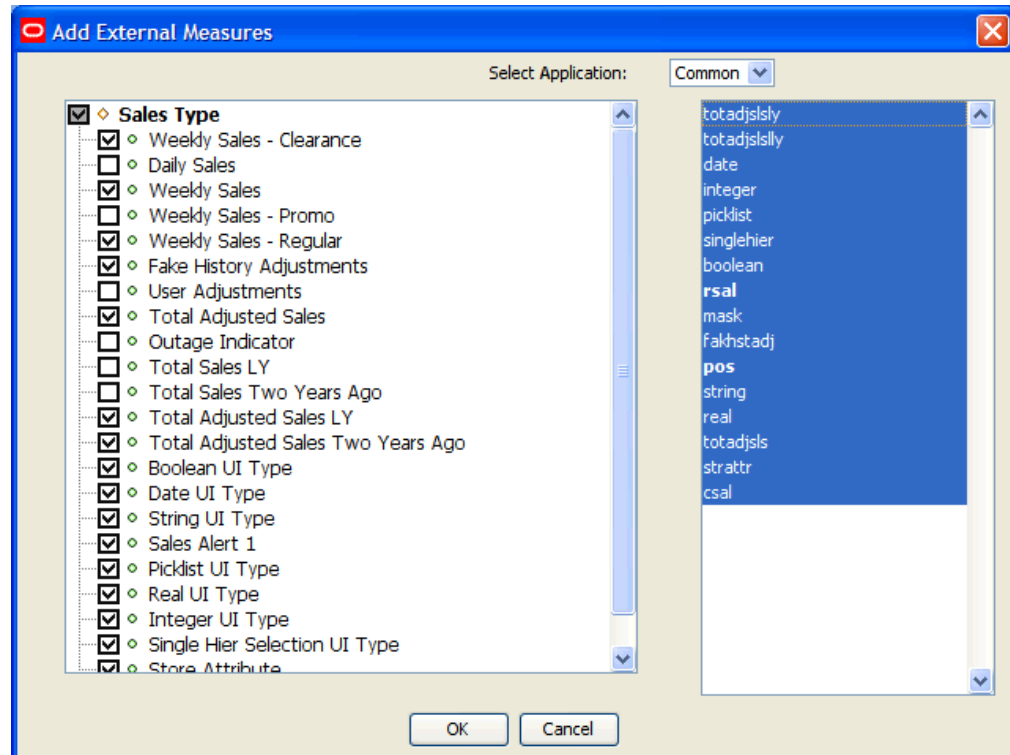 Add External Measures
Select Application: Common
Sales Type
Weekly Sales - Clearance
Daily Sales
Weekly Sales
Weekly Sales - Promo
Weekly Sales - Regular
Fake History Adjustments
User Adjustments
Total Adjusted Sales
Outage Indicator
Total Sales LY
Total Sales Two Years Ago
Total Adjusted Sales LY
Total Adjusted Sales Two Years Ago
Boolean UI Type
Date UI Type
String UI Type
Sales Alert 1
Picklist UI Type
Real UI Type
Integer UI Type
Single Hier Selection UI Type
Store Attribute
totadjslsly
totadjslslly
date
integer
picklist
singlehier
boolean
rsal
mask
fakhstadj
pos
string
real
totadjsls
strattr
csal
OK Cancel